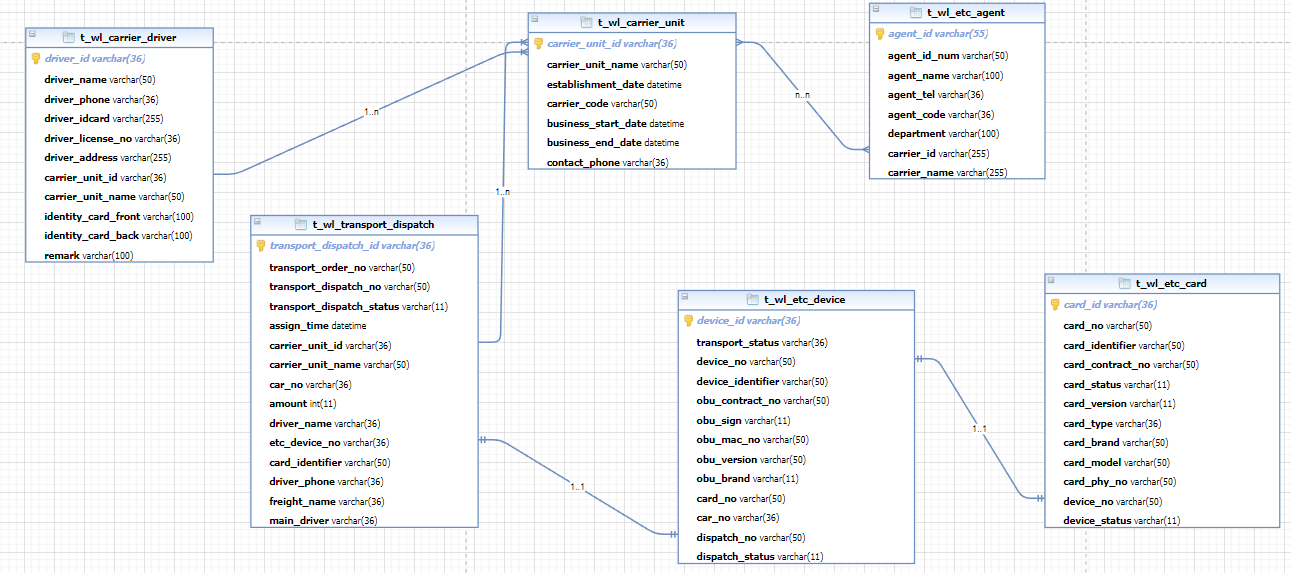 t_wl_carrier_driver
driver_id varchar(36)
driver_name varchar(50)
driver_phone varchar(36)
driver_idcard varchar(255)
driver_license_no varchar(36)
driver_address varchar(255)
carrier_unit_id varchar(36)
carrier_unit_name varchar(50)
identity_card_front varchar(100)
identity_card_back varchar(100)
remark varchar(100)
1..n
t_wl_carrier_unit
carrier_unit_id varchar(36)
carrier_unit_name varchar(50)
establishment_date datetime
carrier_code varchar(50)
business_start_date datetime
business_end_date datetime
contact_phone varchar(36)
n..n
t_wl_etc_agent
agent_id varchar(55)
agent_id_num varchar(50)
agent_name varchar(100)
agent_tel varchar(36)
agent_code varchar(36)
department varchar(100)
carrier_id varchar(255)
carrier_name varchar(255)
1..n
t_wl_transport_dispatch
transport_dispatch_id varchar(36)
transport_order_no varchar(50)
transport_dispatch_no varchar(50)
transport_dispatch_status varchar(11)
assign_time datetime
carrier_unit_id varchar(36)
carrier_unit_name varchar(50)
car_no varchar(36)
amount int(11)
driver_name varchar(36)
etc_device_no varchar(36)
card_identifier varchar(50)
driver_phone varchar(36)
freight_name varchar(36)
main_driver varchar(36)
1..1
t_wl_etc_device
device_id varchar(36)
transport_status varchar(36)
device_no varchar(50)
device_identifier varchar(50)
obu_contract_no varchar(50)
obu_sign varchar(11)
obu_mac_no varchar(50)
obu_version varchar(50)
obu_brand varchar(11)
card_no varchar(50)
car_no varchar(36)
dispatch_no varchar(50)
dispatch_status varchar(11)
1..1
t_wl_etc_card
card_id varchar(36)
card_no varchar(50)
card_identifier varchar(50)
card_contract_no varchar(50)
card_status varchar(11)
card_version varchar(11)
card_type varchar(36)
card_brand varchar(50)
card_model varchar(50)
card_phy_no varchar(50)
device_no varchar(50)
device_status varchar(11)